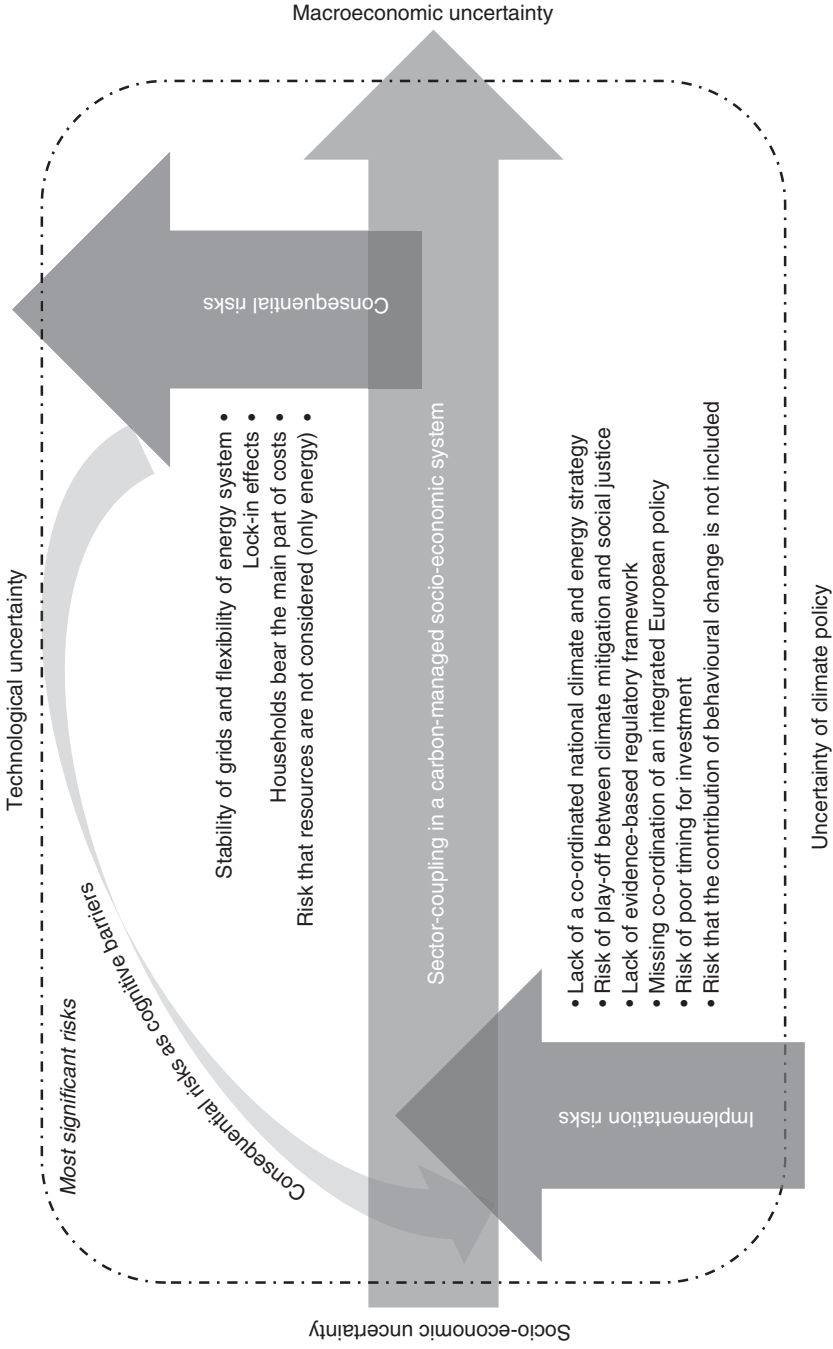 Technological uncertainty
Most significant risks
Consequential risks as cognitive barriers
Consequential risks
Stability of grids and flexibility of energy system •
Lock-in effects •
Households bear the main part of costs •
Risk that resources are not considered (only energy) •
Socio-economic uncertainty
Sector-coupling in a carbon-managed socio-economic system
Macroeconomic uncertainty
Implementation risks
• Lack of a co-ordinated national climate and energy strategy
• Risk of play-off between climate mitigation and social justice
• Lack of evidence-based regulatory framework
• Missing co-ordination of an integrated European policy
• Risk of poor timing for investment
• Risk that the contribution of behavioural change is not included
Uncertainty of climate policy